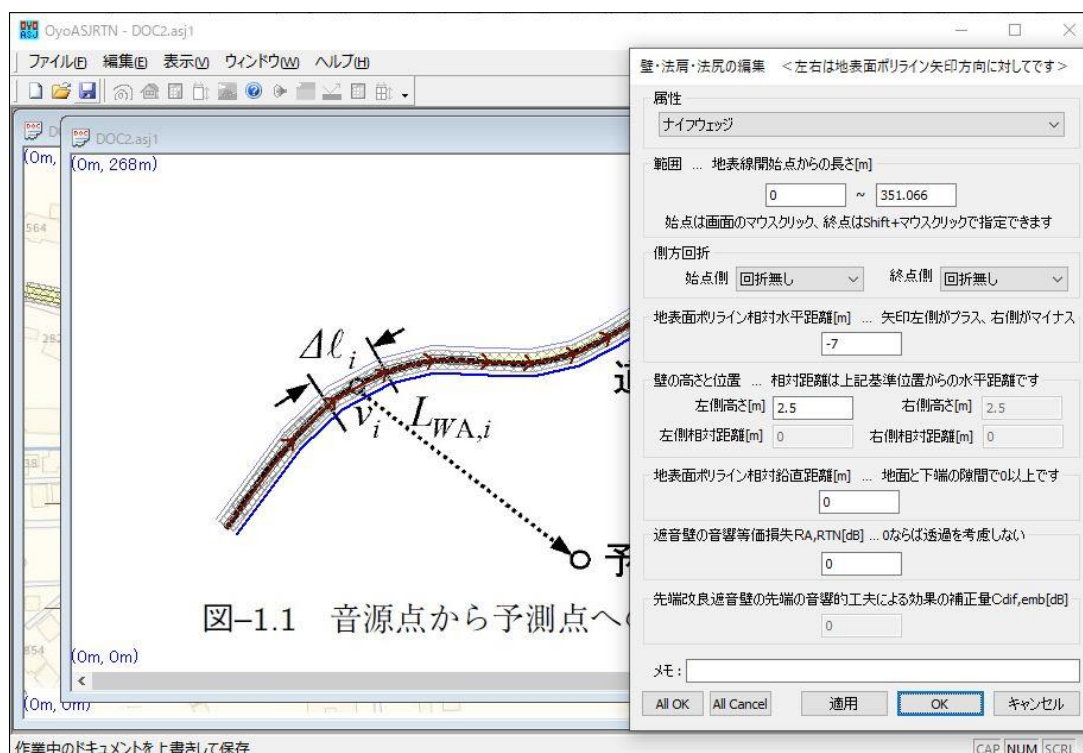 OyoASJRTN - DOC2.asj1
ファイル(F) 編集(E) 表示(V) ウィンドウ(W) ヘルプ(H)
DOC2.asj1
(0m,
(0m, 268m)
564
282
38
854
Δℓi
vi
LWA,i
予
図–1.1 音源点から予測点への
(0m, 0m)
(0m, 0m)
作業中のドキュメントを上書きして保存
CAP NUM SCRL
壁・法肩・法尻の編集 <左右は地表面ポリライン矢印方向に対してです>
属性
ナイフウェッジ
範囲 … 地表線開始点からの長さ[m]
0 ~ 351.066
始点は画面のマウスクリック、終点はShift+マウスクリックで指定できます
側方回折
始点側 回折無し 終点側 回折無し
地表面ポリライン相対水平距離[m] … 矢印左側がプラス、右側がマイナス
-7
壁の高さと位置 … 相対距離は上記基準位置からの水平距離です
左側高さ[m] 2.5 右側高さ[m] 2.5
左側相対距離[m] 0 右側相対距離[m] 0
地表面ポリライン相対鉛直距離[m] … 地面と下端の隙間で0以上です
0
遮音壁の音響等価損失RA,RTN[dB] … 0ならば透過を考慮しない
0
先端改良遮音壁の先端の音響的工夫による効果の補正量Cdif,emb[dB]
0
メモ :
All OK All Cancel 適用 OK キャンセル